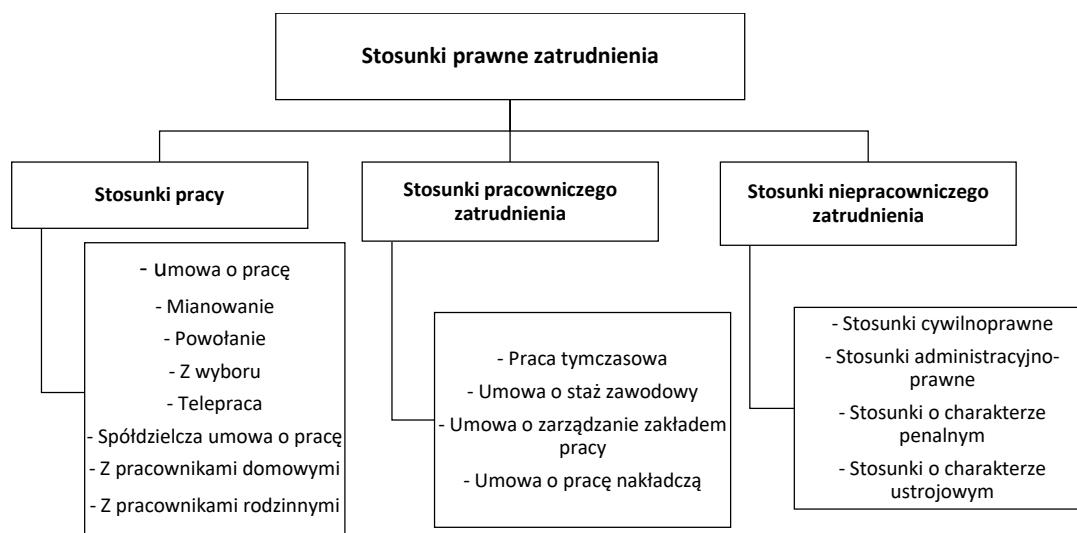 Stosunki prawne zatrudnienia
Stosunki pracy
- umowa o pracę
- Mianowanie
- Powołanie
- Z wyboru
- Telepraca
- Spółdzielcza umowa o pracę
- Z pracownikami domowymi
- Z pracownikami rodzinnymi
Stosunki pracowniczego
zatrudnienia
- Praca tymczasowa
- Umowa o staż zawodowy
- Umowa o zarządzanie zakładem
pracy
- Umowa o pracę nakładczą
Stosunki niepracowniczego
zatrudnienia
- Stosunki cywilnoprawne
- Stosunki administracyjno-
prawne
- Stosunki o charakterze
penalnym
- Stosunki o charakterze
ustrojowym